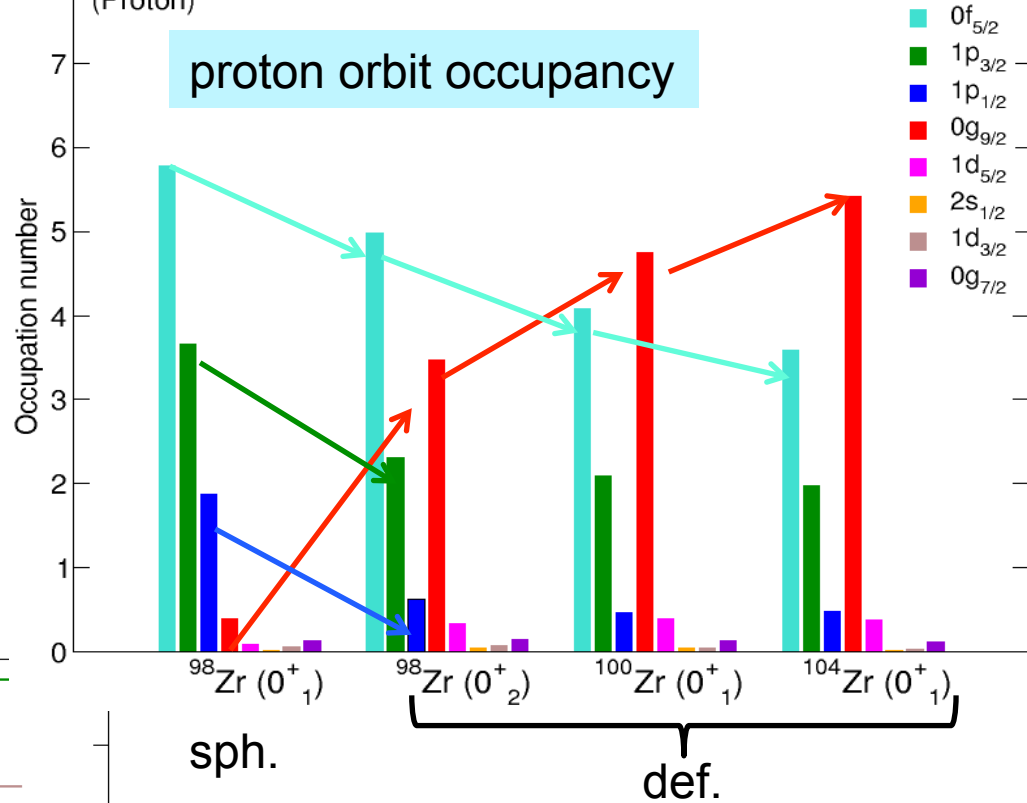 (Proton)
proton orbit occupancy
0f5/2
1p3/2
1p1/2
0g9/2
1d5/2
2s1/2
1d3/2
0g7/2
Occupation number
7
6
5
4
3
2
1
0
98Zr (0+1)
98Zr (0+2)
100Zr (0+1)
104Zr (0+1)
sph.
def.